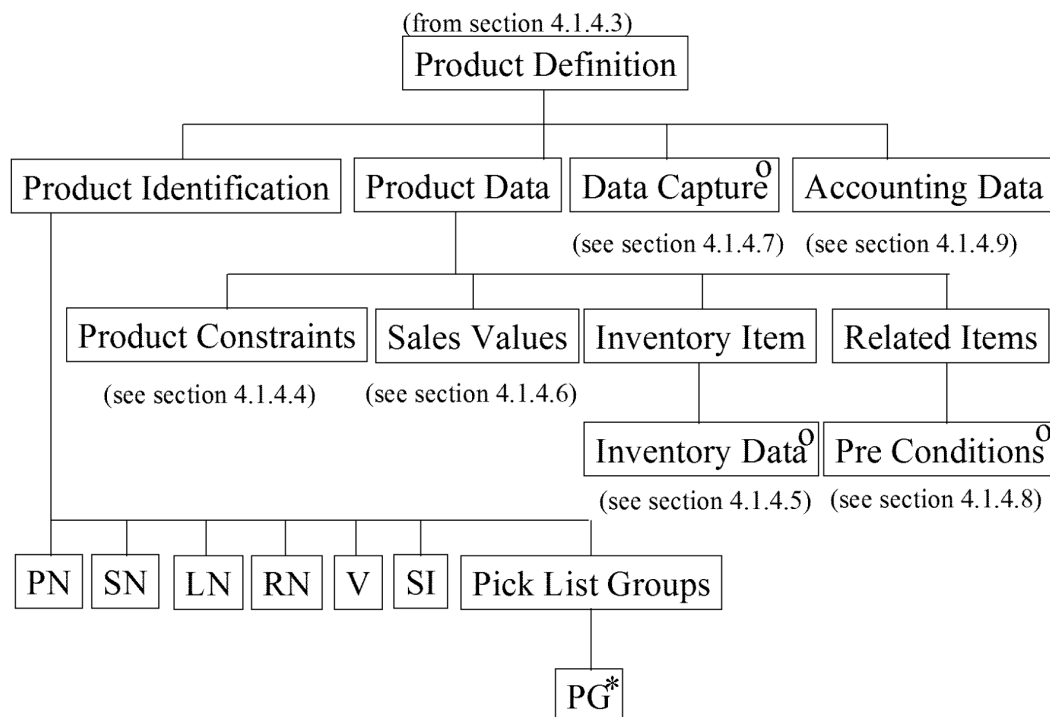 (from section 4.1.4.3)
Product Definition
Product Identification
Product Data
Data Capture o
Accounting Data
(see section 4.1.4.7)
(see section 4.1.4.9)
Product Constraints
Sales Values
Inventory Item
Related Items
(see section 4.1.4.4)
(see section 4.1.4.6)
Inventory Data o
Pre Conditions o
(see section 4.1.4.5)
(see section 4.1.4.8)
PN
SN
LN
RN
V
SI
Pick List Groups
PG*